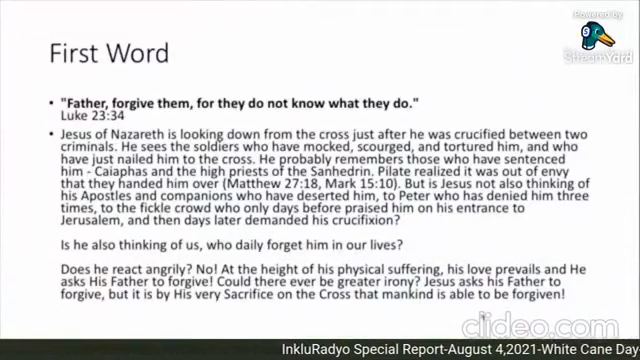 Powered by
StreamYard
First Word
• "Father, forgive them, for they do not know what they do."
Luke 23:34
• Jesus of Nazareth is looking down from the cross just after he was crucified between two
criminals. He sees the soldiers who have mocked, scourged, and tortured him, and who
have just nailed him to the cross. He probably remembers those who have sentenced
him - Caiaphas and the high priests of the Sanhedrin. Pilate realized it was out of envy
that they handed him over (Matthew 27:18, Mark 15:10). But is Jesus not also thinking of
his Apostles and companions who have deserted him, to Peter who has denied him three
times, to the fickle crowd who only days before praised him on his entrance to
Jerusalem, and then days later demanded his crucifixion?
Is he also thinking of us, who daily forget him in our lives?
Does he react angrily? No! At the height of his physical suffering, his love prevails and He
asks His Father to forgive! Could there ever be greater irony? Jesus asks his Father to
forgive, but it is by His very Sacrifice on the Cross that mankind is able to be forgiven!
clideo.com
InkluRadyo Special Report-August 4,2021-White Cane Day